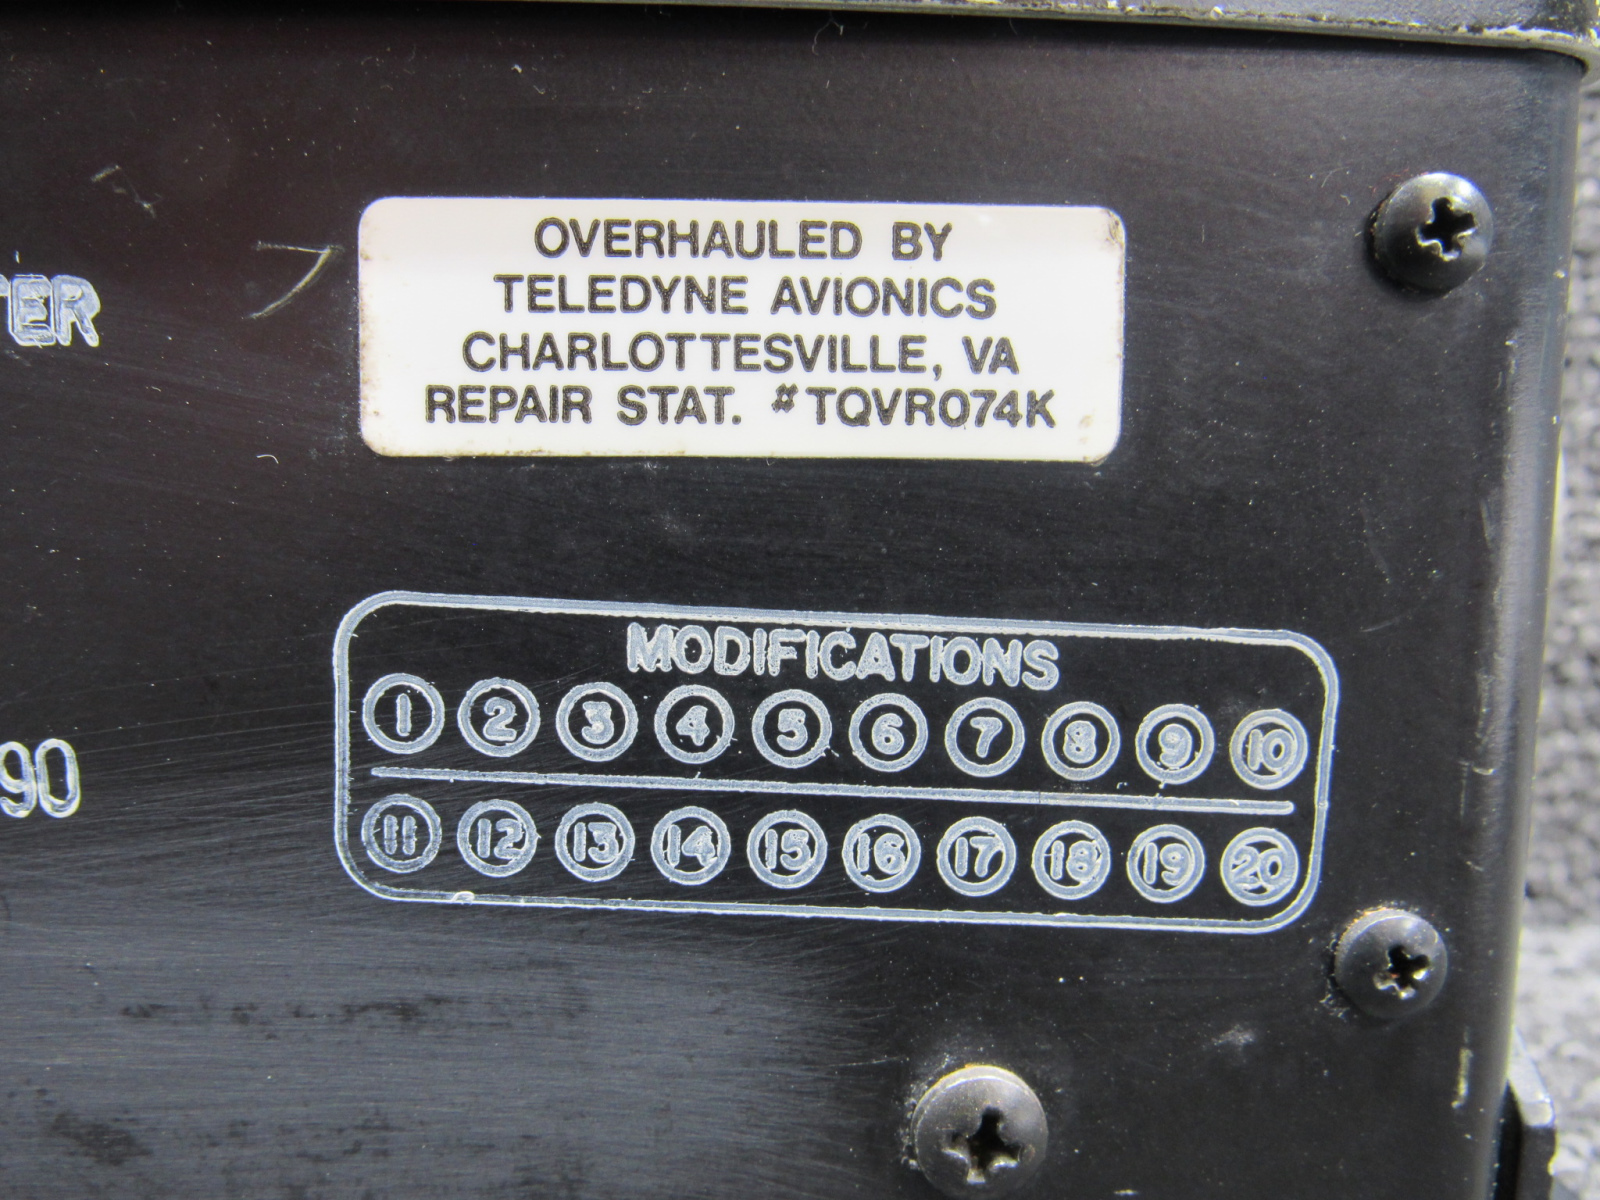 OVERHAULED BY
TELEDYNE AVIONICS
CHARLOTTESVILLE, VA
REPAIR STAT. #TQVR074K
MODIFICATIONS
1 2 3 4 5 6 7 8 9 10
11 12 13 14 15 16 17 18 19 20
90